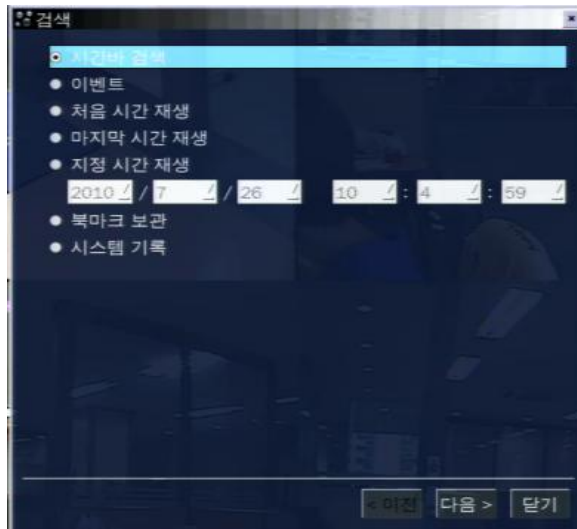 검색
시간바 검색
이벤트
처음 시간 재생
마지막 시간 재생
지정 시간 재생
2010 / 7 / 26 10 : 4 : 59
북마크 보관
시스템 기록
< 이전 다음 > 닫기